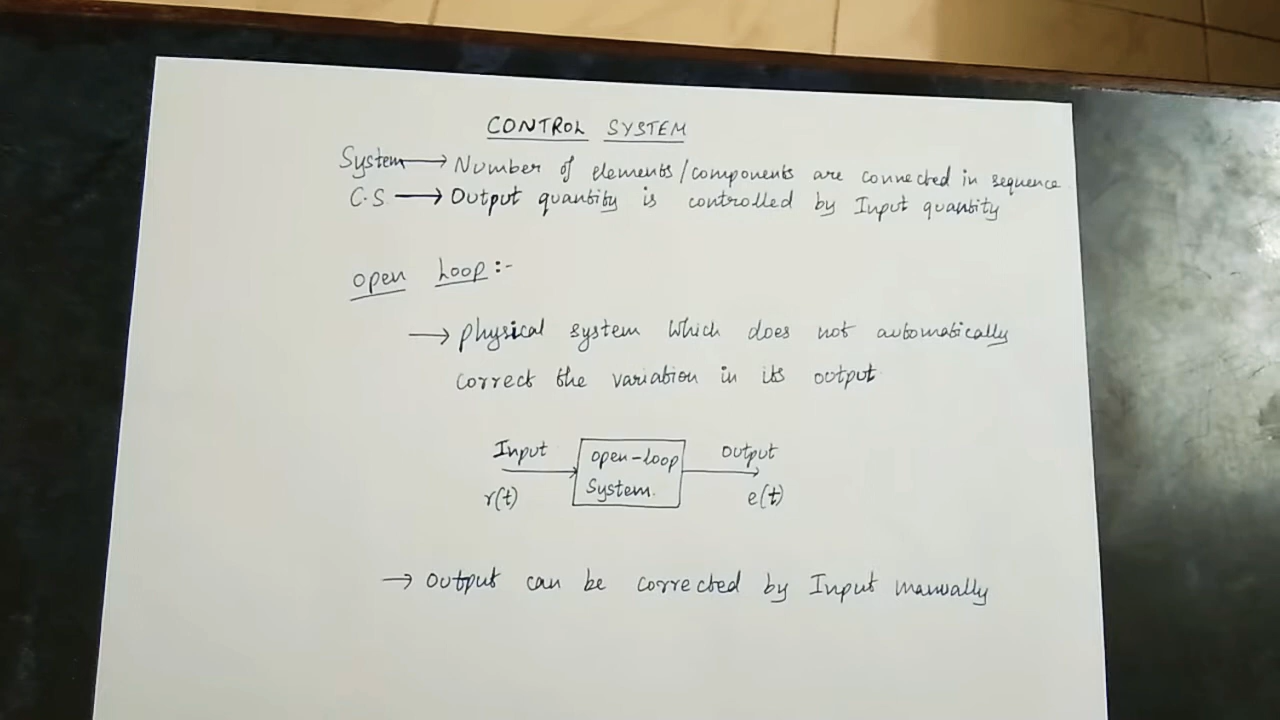 CONTROL SYSTEM
System → Number of elements/components are connected in sequence
C.S → Output quantity is controlled by Input quantity
open Loop :-
→ physical system which does not automatically
correct the variation in its output
Input
open-loop
output
r(t)
System.
e(t)
→ output can be corrected by Input manually